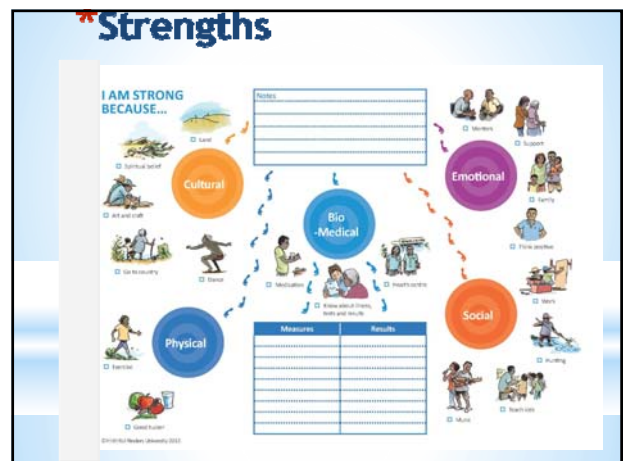 *Strengths
I AM STRONG
BECAUSE...
Notes
Land
Mentors
Support
Spiritual belief
Cultural
Emotional
Family
Art and craft
Bio
-Medical
Think positive
Go to country
Dance
Medication
Health centre
Know about illness,
tests and results
Work
Physical
Social
Measures
Results
Hunting
Exercise
Teach kids
Music
Good tucker